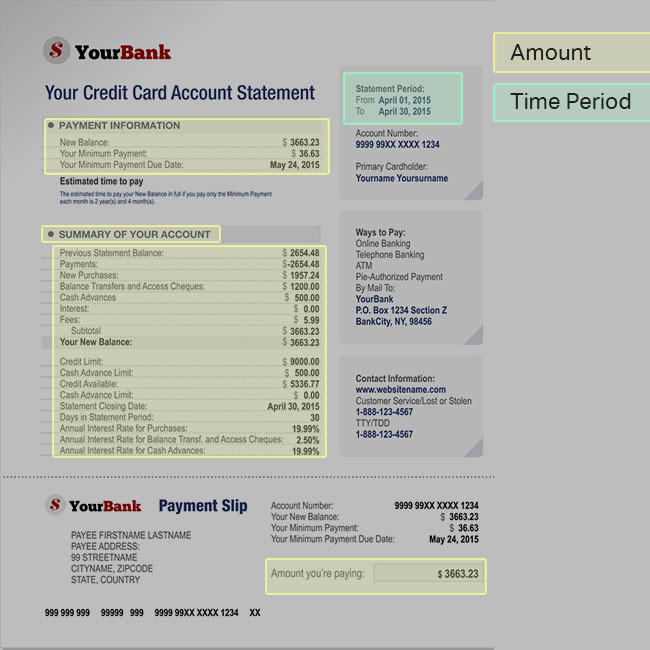 $ YourBank
Your Credit Card Account Statement
PAYMENT INFORMATION
New Balance: $ 3663.23
Your Minimum Payment: $ 36.63
Your Minimum Payment Due Date: May 24, 2015
Estimated time to pay
The estimated time to pay your New Balance in full if you pay only the Minimum Payment
each month is 2 year(s) and 4 month(s).
SUMMARY OF YOUR ACCOUNT
Previous Statement Balance: $ 2654.48
Payments: $-2654.48
New Purchases: $ 1957.24
Balance Transfers and Access Cheques: $ 1200.00
Cash Advances $ 500.00
Interest: $ 0.00
Fees: $ 5.99
Subtotal $ 3663.23
Your New Balance: $ 3663.23
Credit Limit: $ 9000.00
Cash Advance Limit: $ 500.00
Credit Available: $ 5336.77
Cash Advance Limit: $ 0.00
Statement Closing Date: April 30, 2015
Days in Statement Period: 30
Annual Interest Rate for Purchases: 19.99%
Annual Interest Rate for Balance Transf. and Access Cheques: 2.50%
Annual Interest Rate for Cash Advances: 19.99%
Statement Period:
From April 01, 2015
To April 30, 2015
Account Number:
9999 99XX XXXX 1234
Primary Cardholder:
Yourname Yoursurname
Ways to Pay:
Online Banking
Telephone Banking
ATM
Pie-Authorized Payment
By Mail To:
YourBank
P.O. Box 1234 Section Z
BankCity, NY, 98456
Contact Information:
www.websitename.com
Customer Service/Lost or Stolen
1-888-123-4567
TTY/TDD
1-888-123-4567
Amount
Time Period
$ YourBank Payment Slip
PAYEE FIRSTNAME LASTNAME
PAYEE ADDRESS:
99 STREETNAME
CITYNAME, ZIPCODE
STATE, COUNTRY
Account Number: 9999 99XX XXXX 1234
Your New Balance: $ 3663.23
Your Minimum Payment: $ 36.63
Your Minimum Payment Due Date: May 24, 2015
Amount you're paying: $ 3663.23
999 999 999 99999 999 9999 99XX XXXX 1234 XX